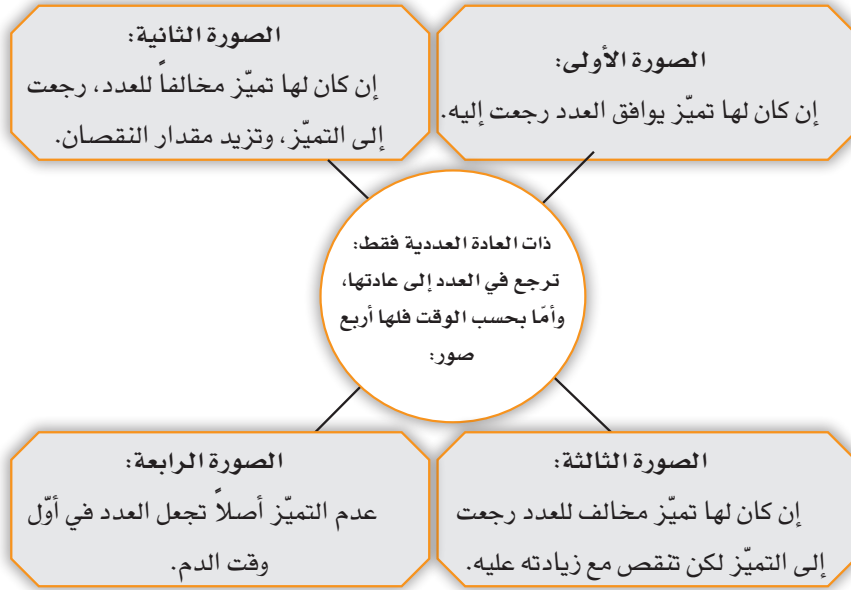 الصورة الأولى:
إن كان لها تميّز يوافق العدد رجعت إليه.
الصورة الثانية:
إن كان لها تميّز مخالفاً للعدد، رجعت
إلى التميّز، وتزيد مقدار النقصان.
ذات العادة العددية فقط:
ترجع في العدد إلى عادتها،
وأمّا بحسب الوقت فلها أربع
صور:
الصورة الثالثة:
إن كان لها تميّز مخالف للعدد رجعت
إلى التميّز لكن تنقص مع زيادته عليه.
الصورة الرابعة:
عدم التميّز أصلاً تجعل العدد في أوّل
وقت الدم.